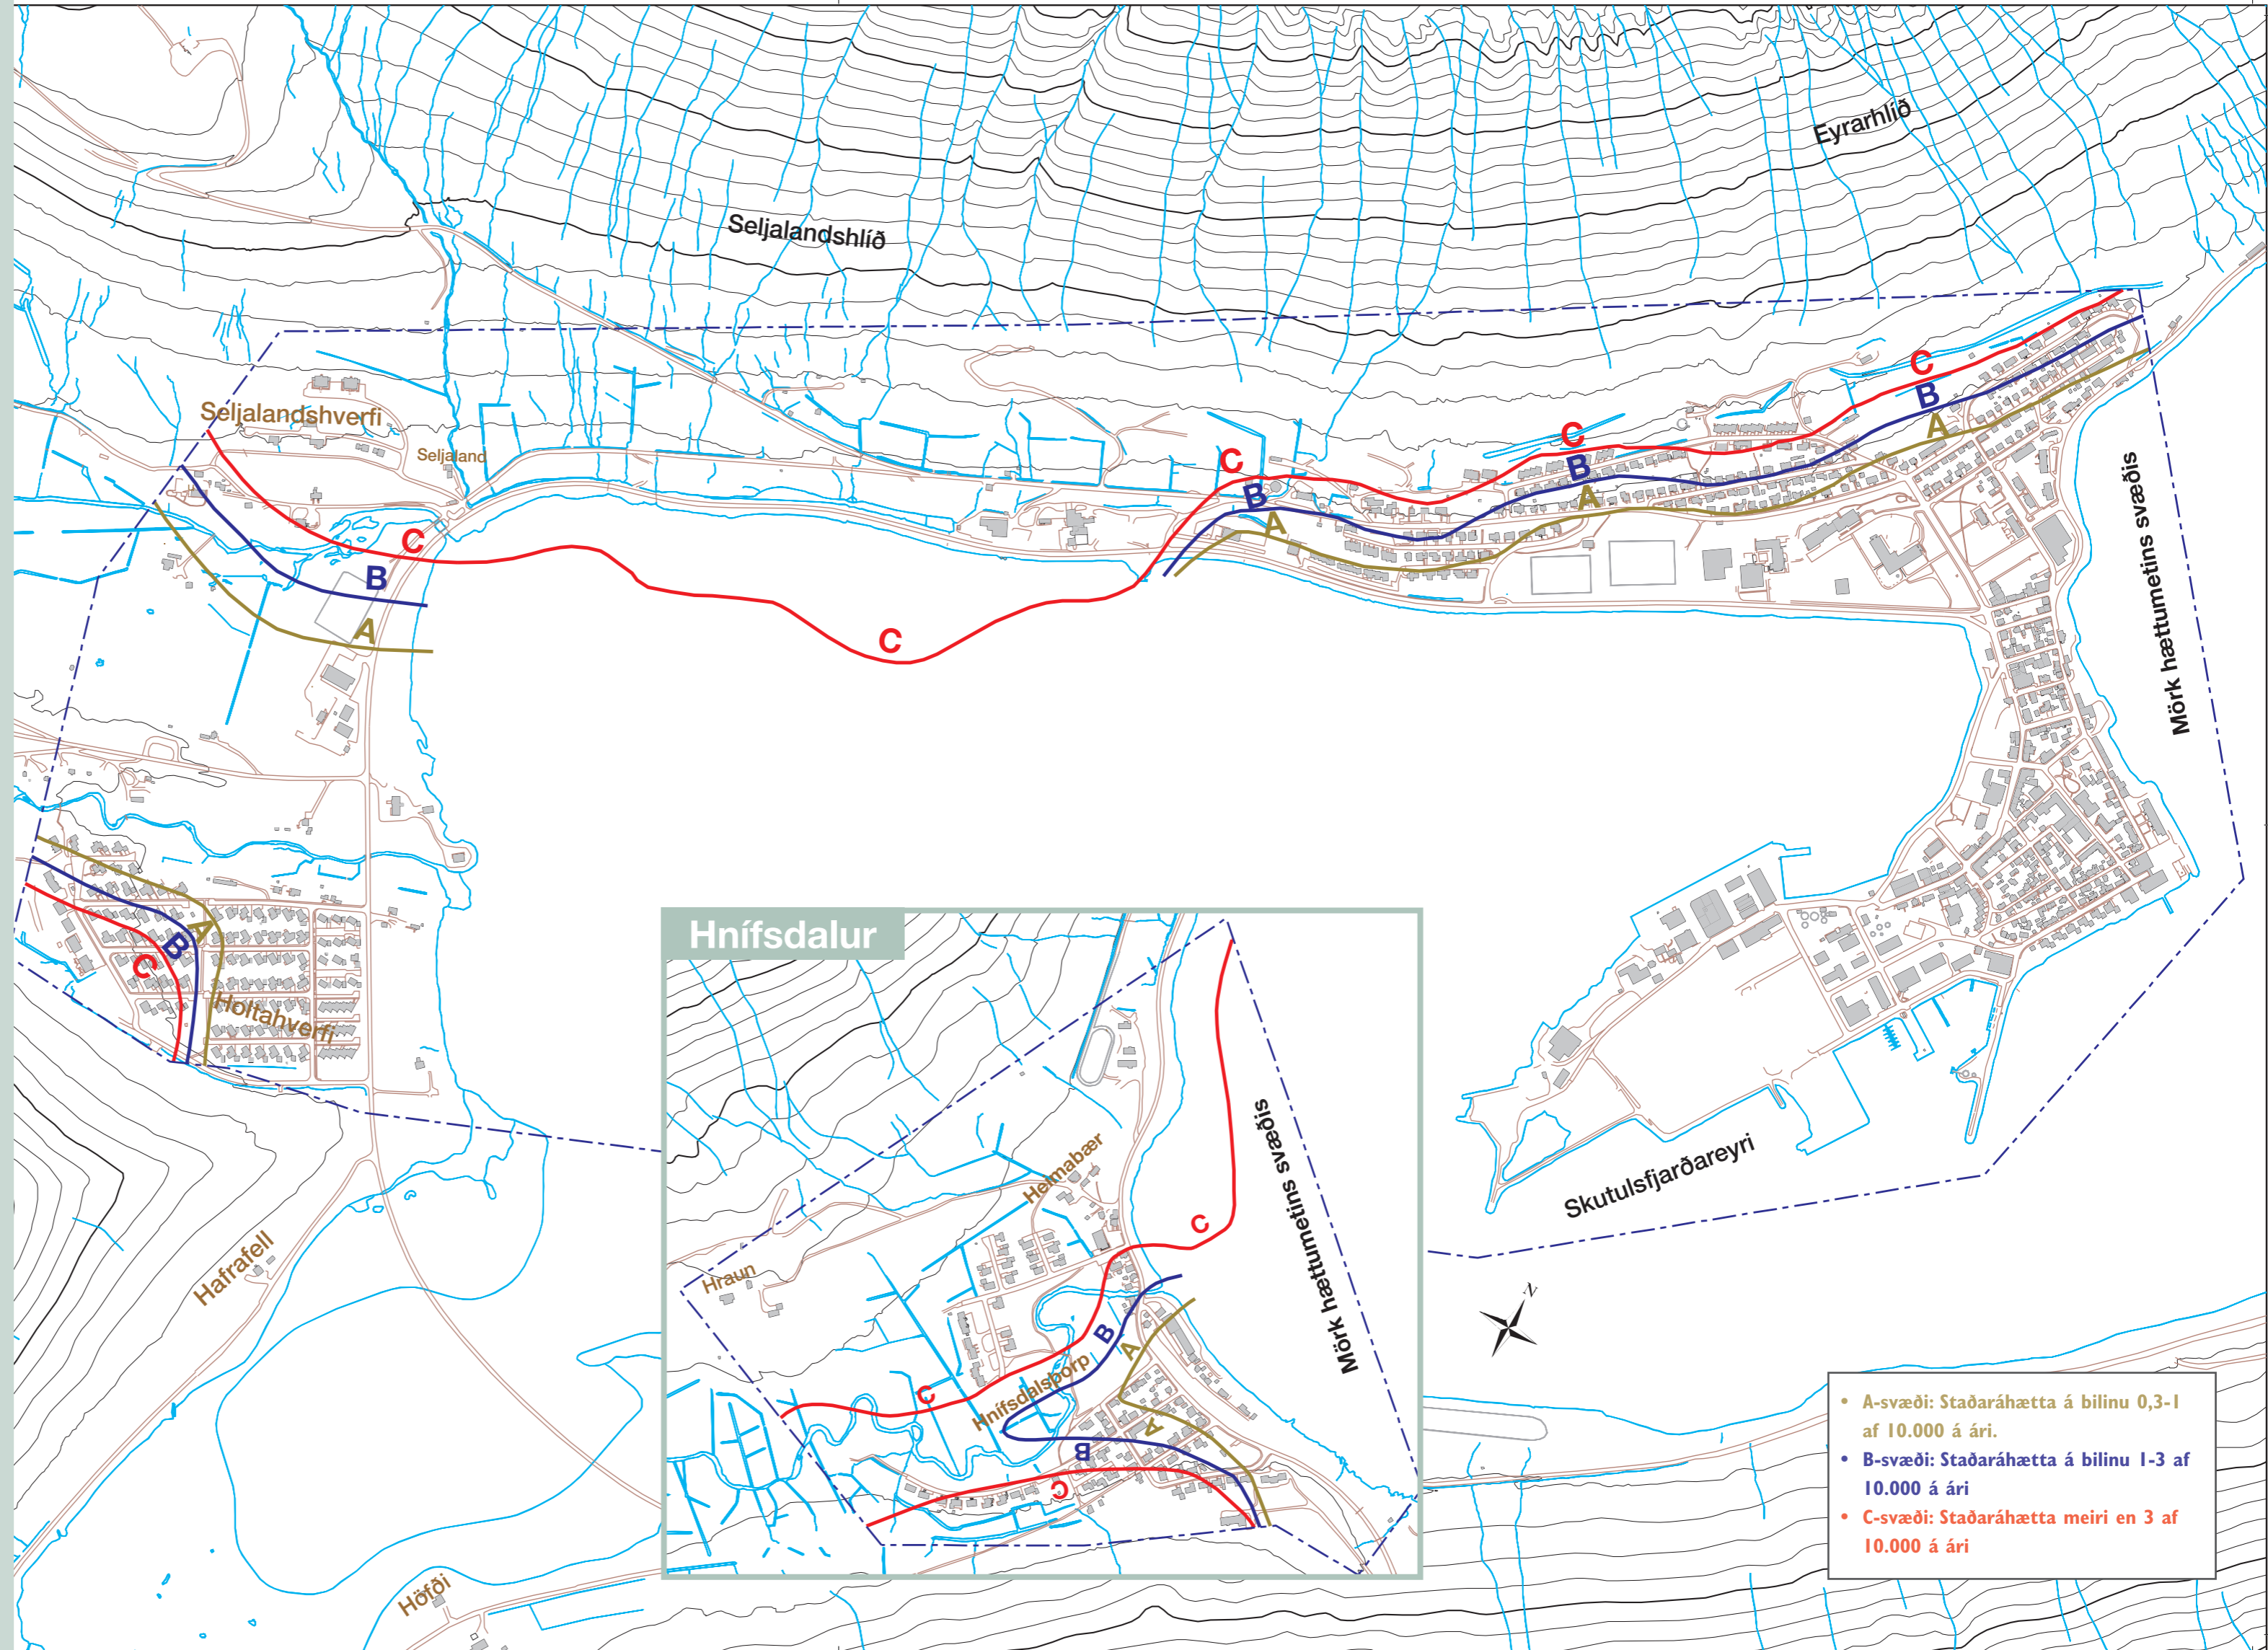 Eyrarhlíð
Seljalandshlíð
C
B
A
C
B
A
C
B
A
Seljalandshverfi
Seljaland
C
B
A
C
Mörk hættumetins svæðis
A
B
C
Holtahverfi
Hnífsdalur
Heimabær
Mörk hættumetins svæðis
Hraun
C
B
A
C
Hnífsdalsþorp
A
B
C
Skutulsfjarðareyri
Hafrafell
N
Höfði
• A-svæði: Staðaráhætta á bilinu 0,3-1
af 10.000 á ári.
• B-svæði: Staðaráhætta á bilinu 1-3 af
10.000 á ári
• C-svæði: Staðaráhætta meiri en 3 af
10.000 á ári